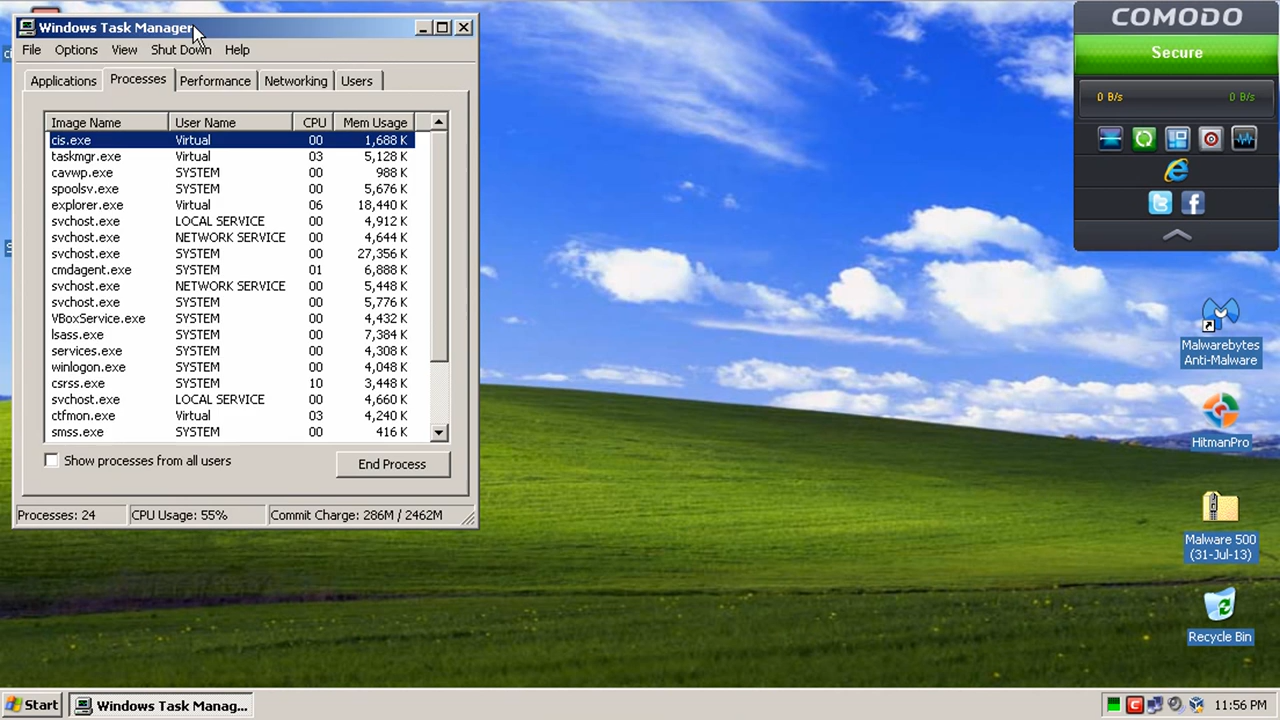 Windows Task Manager
File Options View Shut Down Help
Applications Processes Performance Networking Users
Image Name User Name CPU Mem Usage
cis.exe Virtual 00 1,688 K
taskmgr.exe Virtual 03 5,128 K
cavwp.exe SYSTEM 00 988 K
spoolsv.exe SYSTEM 00 5,676 K
explorer.exe Virtual 06 18,440 K
svchost.exe LOCAL SERVICE 00 4,912 K
svchost.exe NETWORK SERVICE 00 4,644 K
svchost.exe SYSTEM 00 27,356 K
cmdagent.exe SYSTEM 01 6,888 K
svchost.exe NETWORK SERVICE 00 5,448 K
svchost.exe SYSTEM 00 5,776 K
VBoxService.exe SYSTEM 00 4,432 K
lsass.exe SYSTEM 00 7,384 K
services.exe SYSTEM 00 4,308 K
winlogon.exe SYSTEM 00 4,048 K
csrss.exe SYSTEM 10 3,448 K
svchost.exe LOCAL SERVICE 00 4,660 K
ctfmon.exe Virtual 03 4,240 K
smss.exe SYSTEM 00 416 K
Show processes from all users End Process
Processes: 24 CPU Usage: 55% Commit Charge: 286M / 2462M
COMODO
Secure
0 B/s 0 B/s
Malwarebytes
Anti-Malware
HitmanPro
Malware 500
(31-Jul-13)
Recycle Bin
Start Windows Task Manag... 11:56 PM